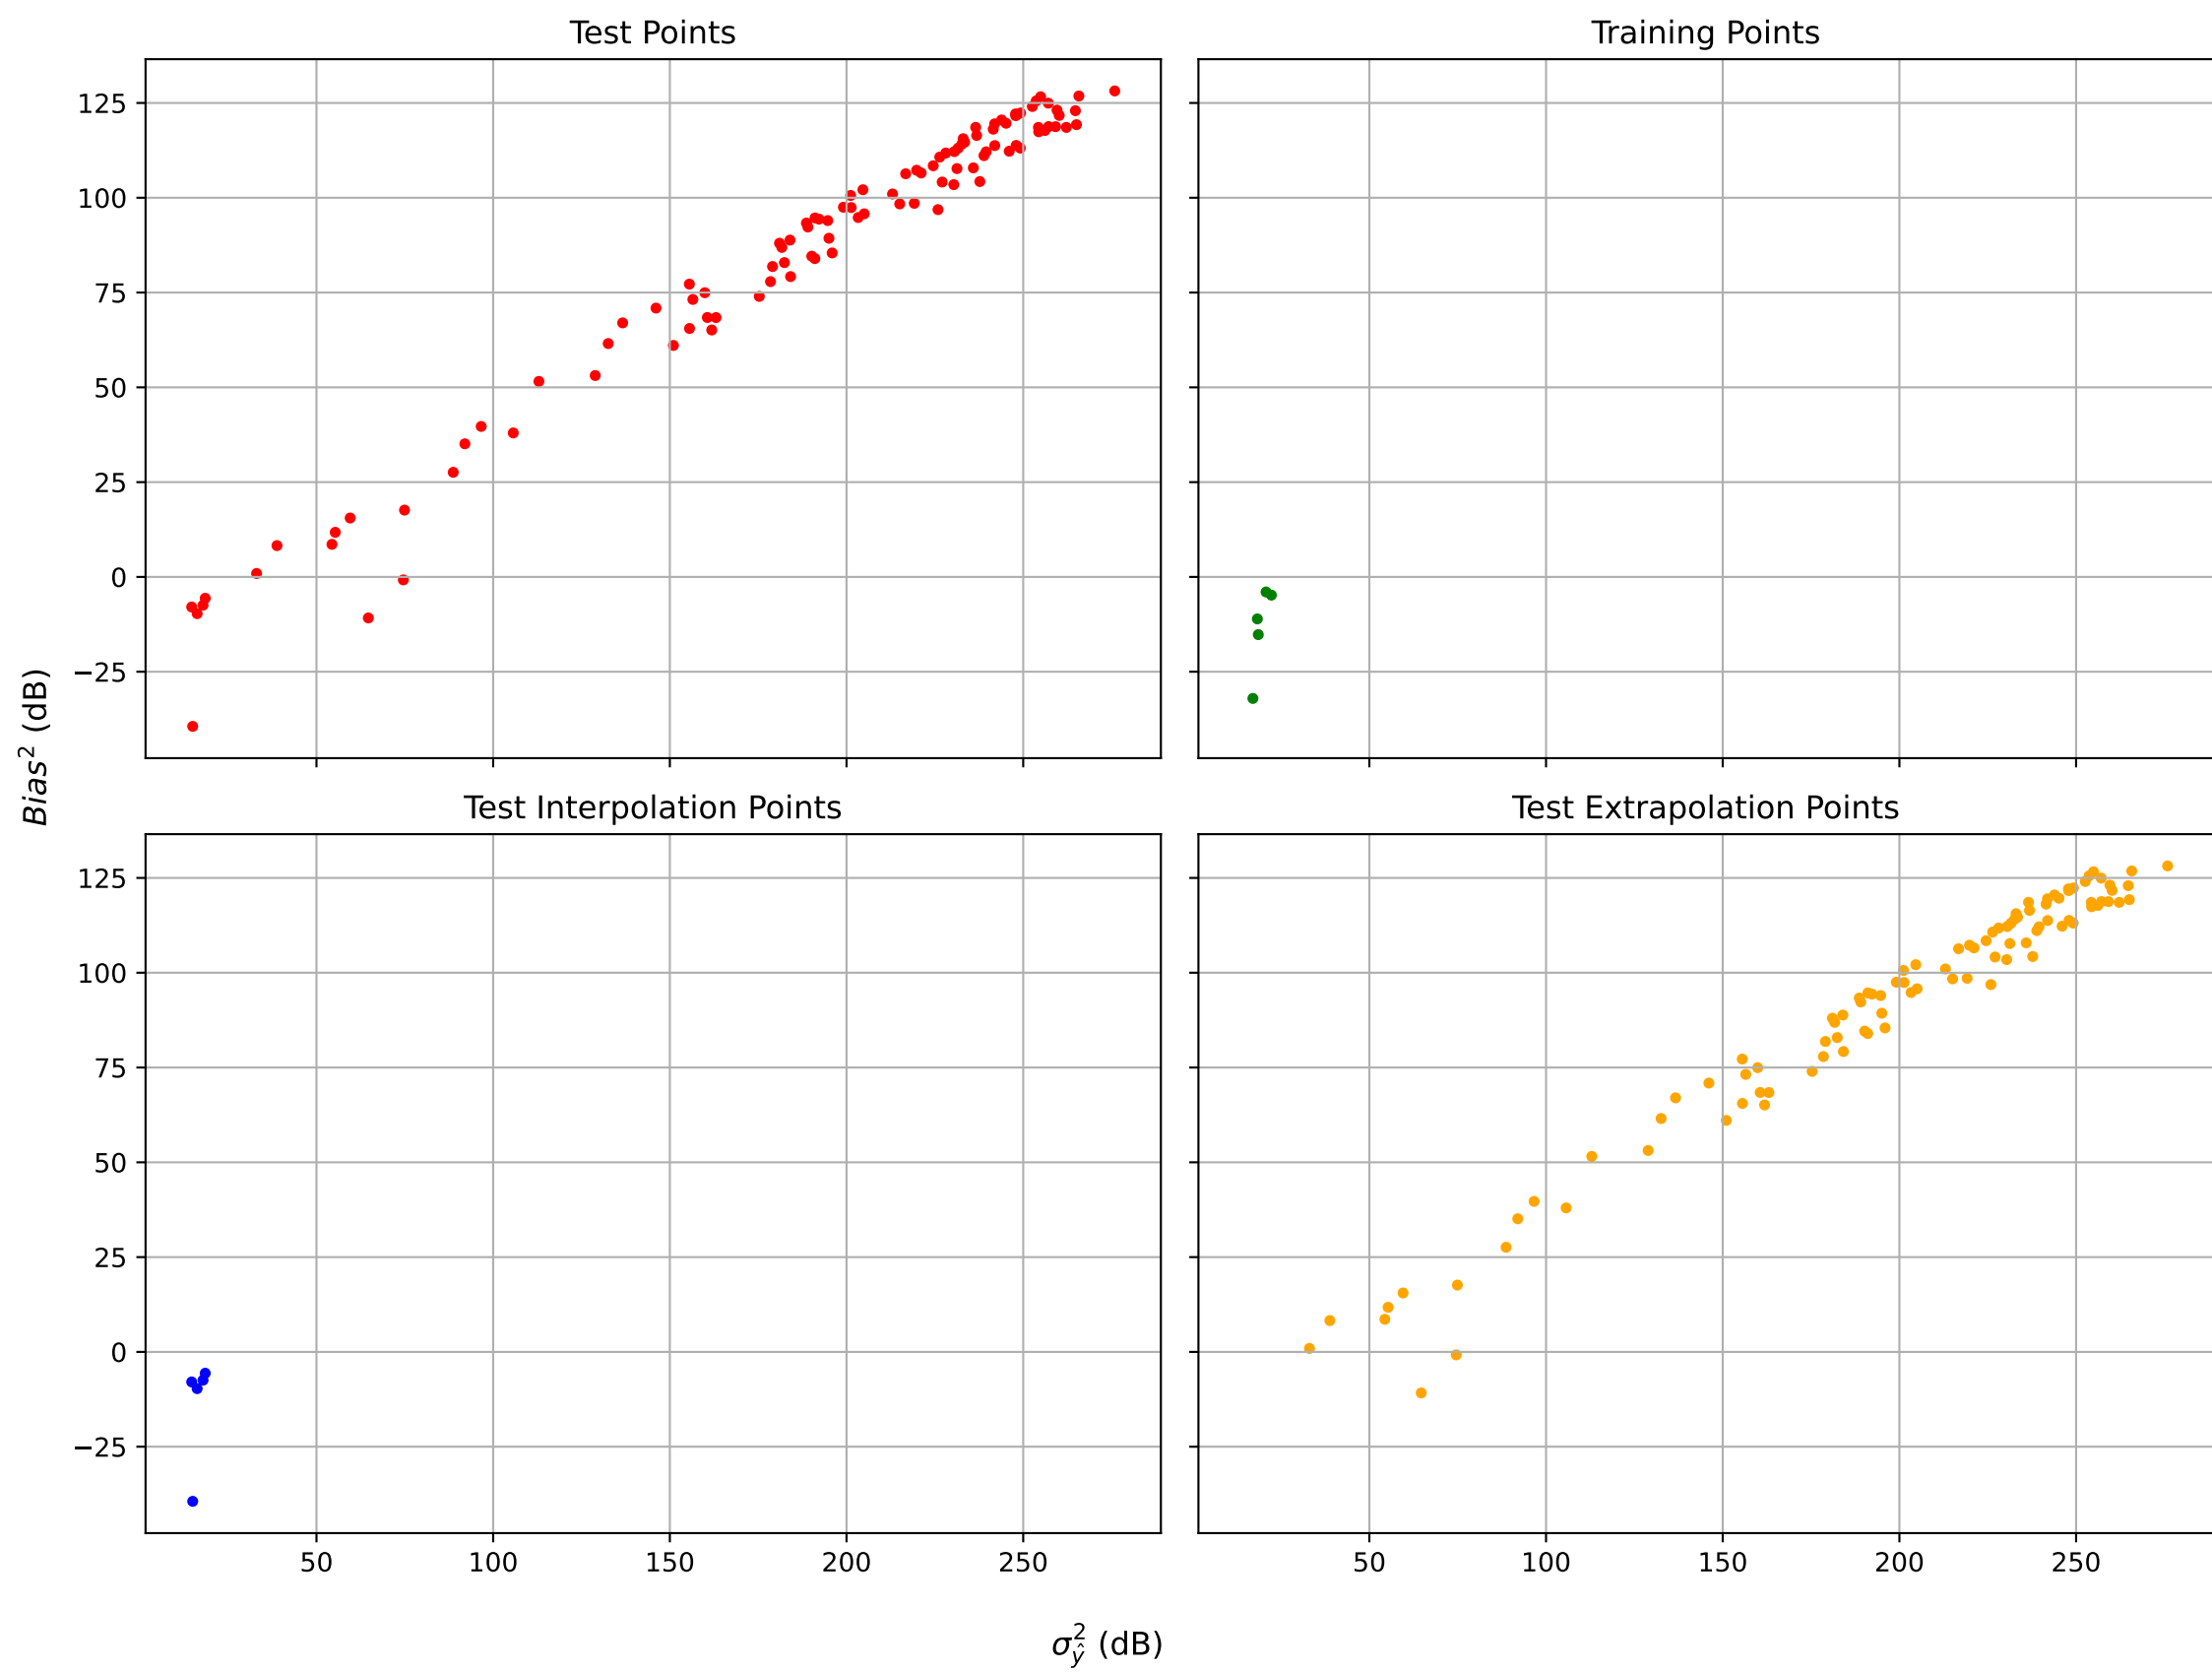 Test Points
Training Points
125
100
75
50
25
0
−25
Bias² (dB)
Test Interpolation Points
Test Extrapolation Points
125
100
75
50
25
0
−25
50 100 150 200 250
50 100 150 200 250
σ²_ŷ (dB)